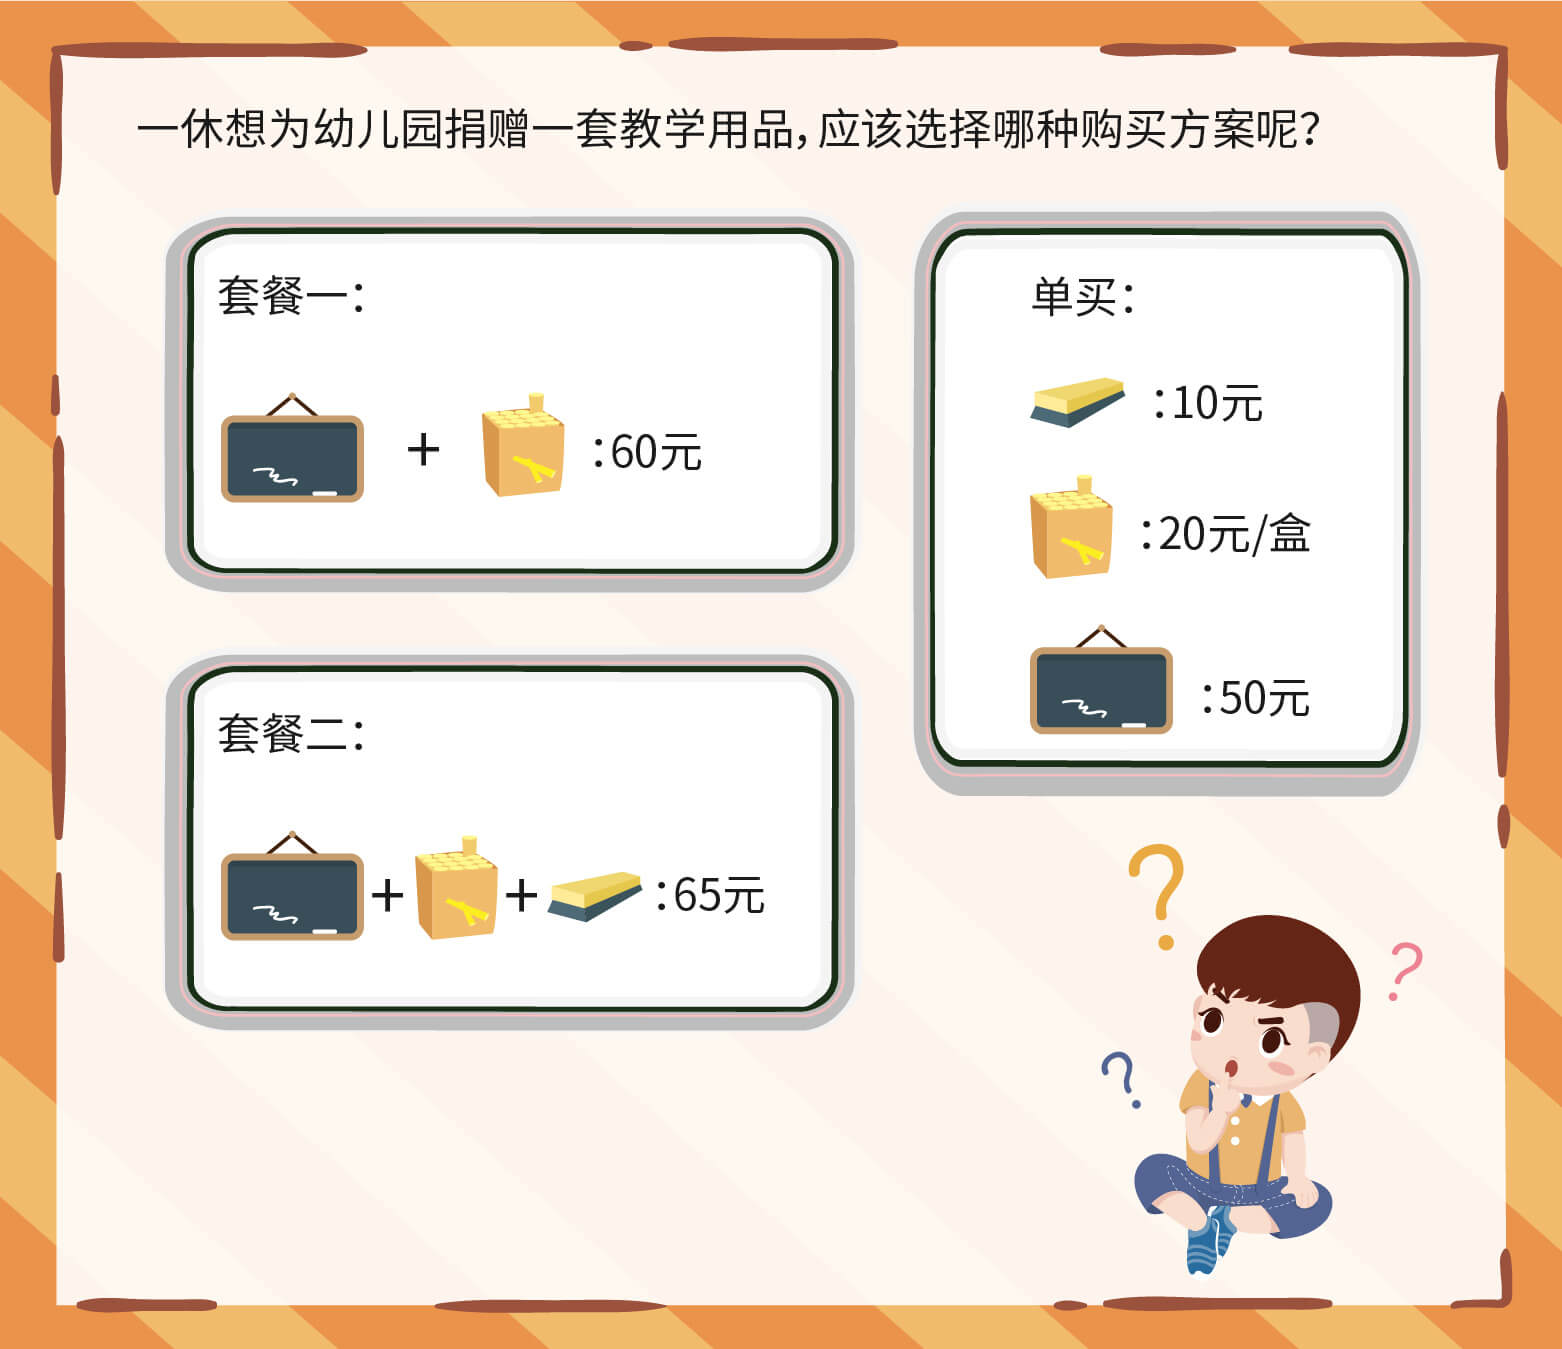 一休想为幼儿园捐赠一套教学用品，应该选择哪种购买方案呢？
套餐一：
+ ：60元
套餐二：
+ + ：65元
单买：
：10元
：20元/盒
：50元
? ? ?